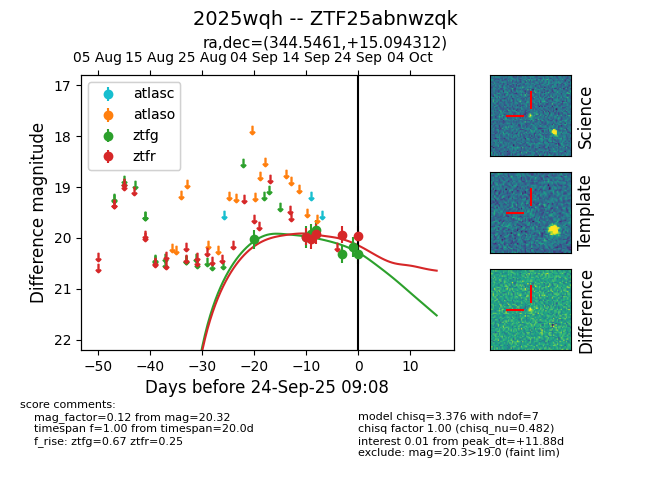 2025wqh -- ZTF25abnwzqk
ra,dec=(344.5461,+15.094312)
05 Aug 15 Aug 25 Aug 04 Sep 14 Sep 24 Sep 04 Oct
atlasc
atlaso
ztfg
ztfr
17
18
19
20
21
22
Difference magnitude
−50 −40 −30 −20 −10 0 10
Days before 24-Sep-25 09:08
Science
Template
Difference
score comments:
mag_factor=0.12 from mag=20.32
timespan f=1.00 from timespan=20.0d
f_rise: ztfg=0.67 ztfr=0.25
model chisq=3.376 with ndof=7
chisq factor 1.00 (chisq_nu=0.482)
interest 0.01 from peak_dt=+11.88d
exclude: mag=20.3>19.0 (faint lim)